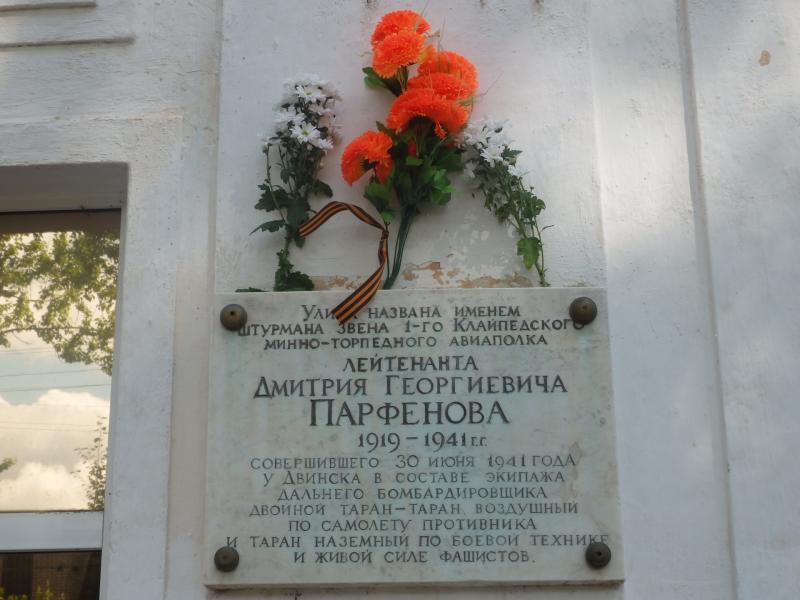 Улица названа именем
штурмана звена 1-го Клайпедского
минно-торпедного авиаполка
лейтенанта
Дмитрия Георгиевича
Парфенова
1919 – 1941 г.г.
совершившего 30 июня 1941 года
у Двинска в составе экипажа
дальнего бомбардировщика
двойной таран–таран воздушный
по самолету противника
и таран наземный по боевой технике
и живой силе фашистов.